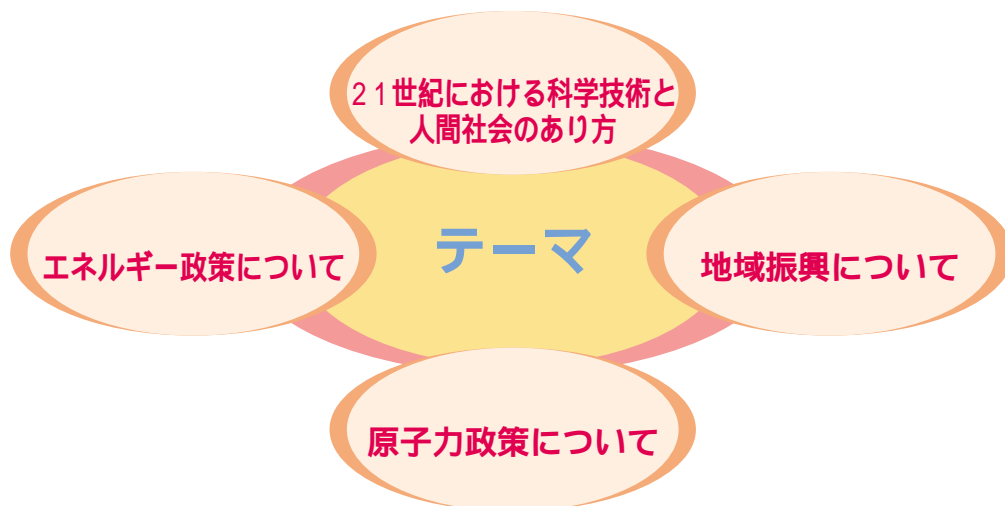 ２１世紀における科学技術と
人間社会のあり方
テーマ
エネルギー政策について
地域振興について
原子力政策について